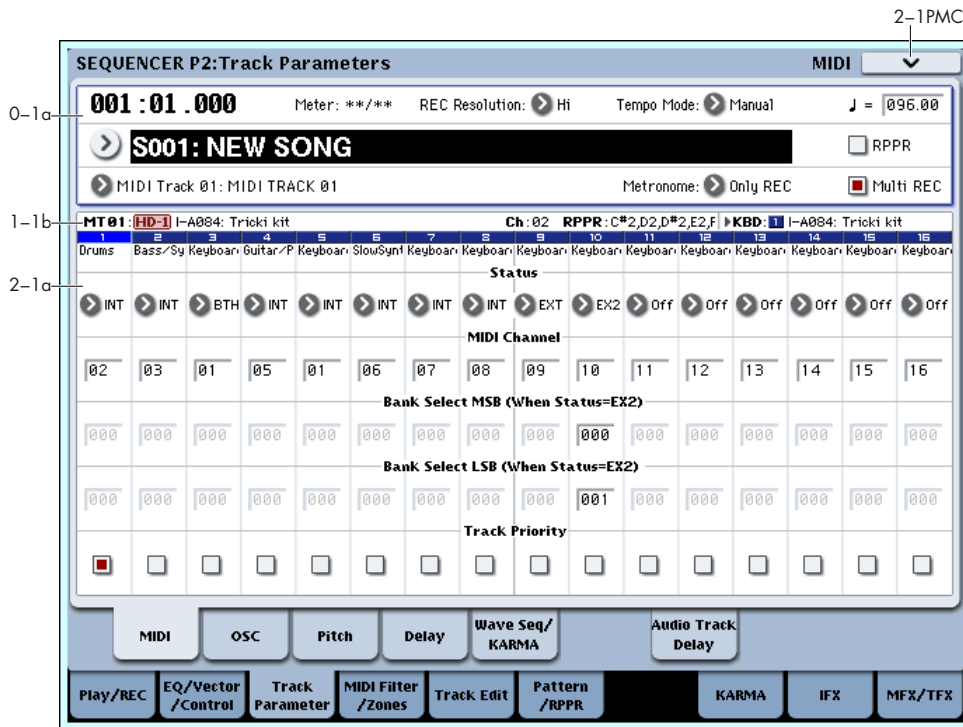 2–1PMC
SEQUENCER P2:Track Parameters MIDI
0–1a
001:01.000 Meter: **/** REC Resolution: Hi Tempo Mode: Manual ♩ = 096.00
S001: NEW SONG RPPR
MIDI Track 01: MIDI TRACK 01 Metronome: Only REC Multi REC
1–1b
MT01: HD-1 I-A084: Tricki kit Ch:02 RPPR:C#2,D2,D#2,E2,F ▶KBD: 1 I-A084: Tricki kit
1 2 3 4 5 6 7 8 9 10 11 12 13 14 15 16
Drums Bass/Sy Keyboar Guitar/P Keyboar SlowSynt Keyboar Keyboar Keyboar Keyboar Keyboar Keyboar Keyboar Keyboar Keyboar Keyboar
2–1a
Status
INT INT BTH INT INT INT INT INT EXT EX2 Off Off Off Off Off Off
MIDI Channel
02 03 01 05 01 06 07 08 09 10 11 12 13 14 15 16
Bank Select MSB (When Status=EX2)
000 000 000 000 000 000 000 000 000 000 000 000 000 000 000 000
Bank Select LSB (When Status=EX2)
000 000 000 000 000 000 000 000 000 001 000 000 000 000 000 000
Track Priority
MIDI OSC Pitch Delay Wave Seq/ KARMA Audio Track Delay
Play/REC EQ/Vector /Control Track Parameter MIDI Filter /Zones Track Edit Pattern /RPPR KARMA IFX MFX/TFX